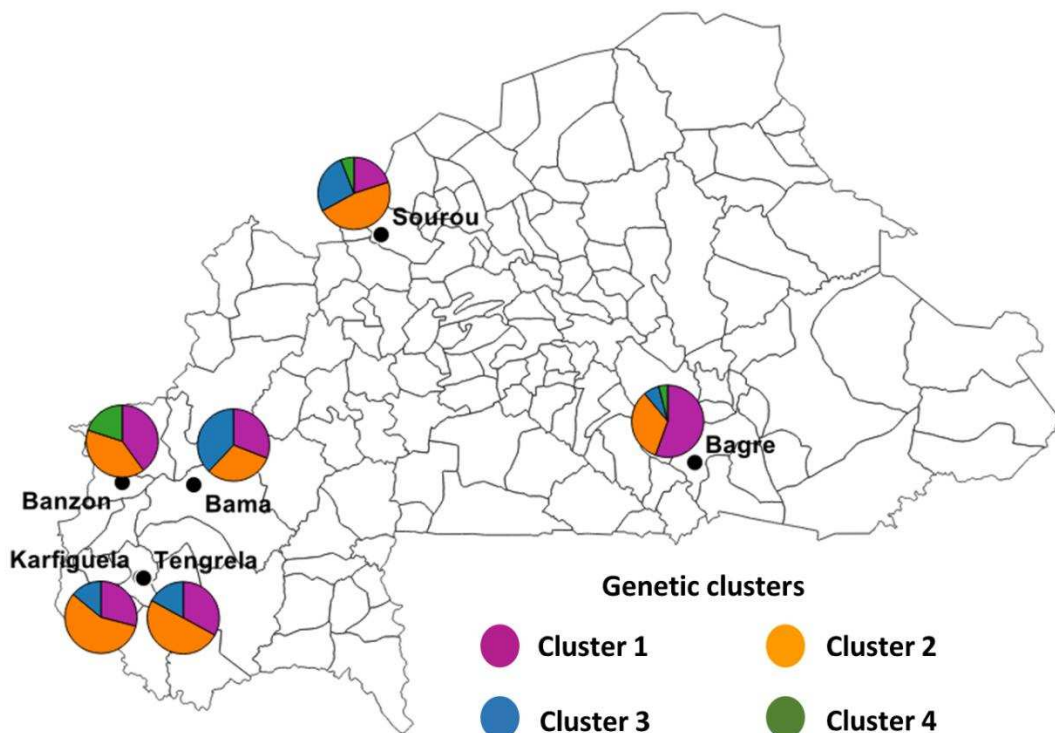 Sourou
Bagre
Banzon
Bama
Karfiguela Tengrela
Genetic clusters
Cluster 1
Cluster 2
Cluster 3
Cluster 4